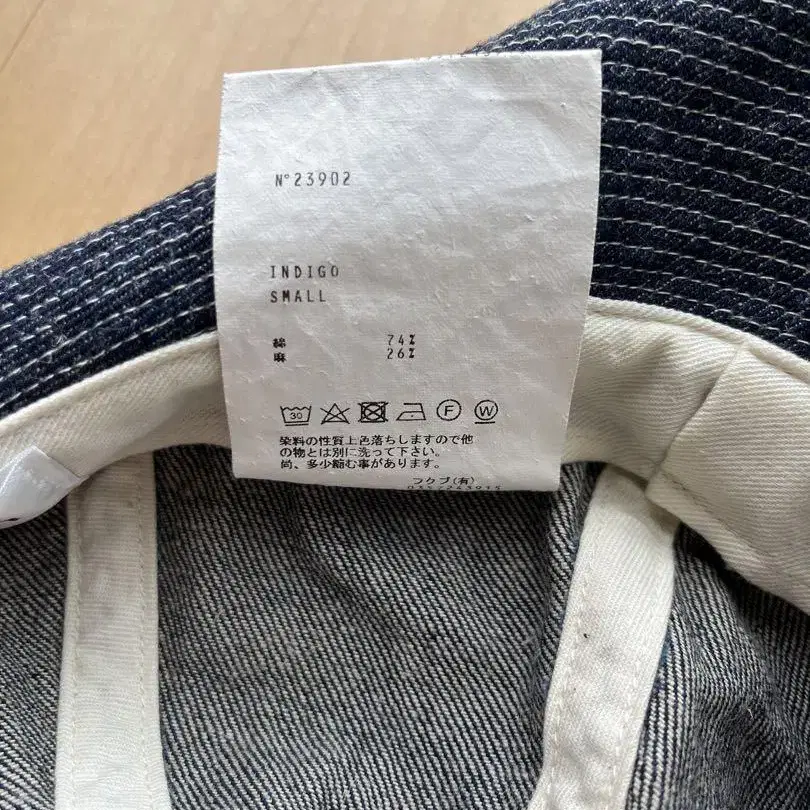 N°23902
INDIGO
SMALL
綿 74%
麻 26%
30 F W
染料の性質上色落ちしますので他
の物とは別に洗って下さい。
尚、多少縮む事があります。
フクブ(有)